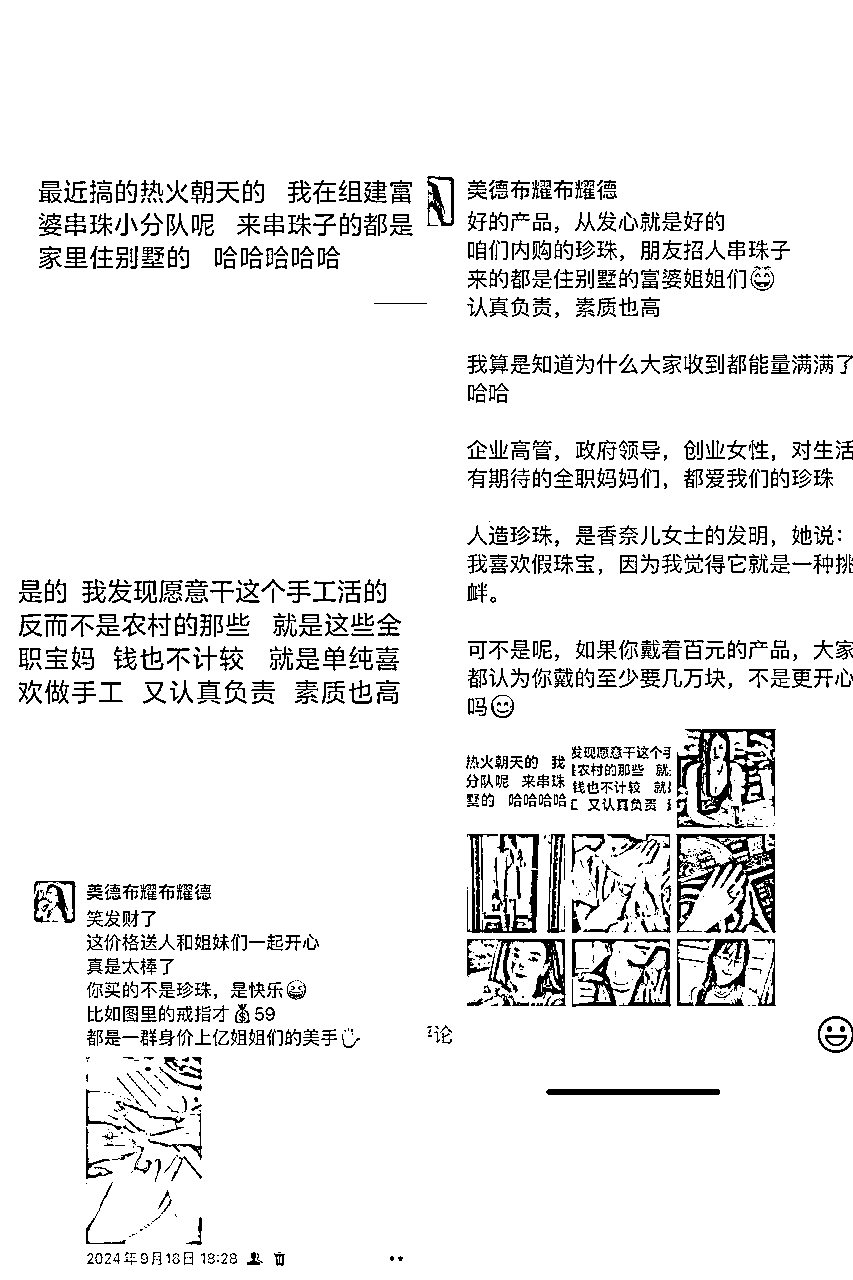 最近搞的热火朝天的 我在组建富
婆串珠小分队呢 来串珠子的都是
家里住别墅的 哈哈哈哈哈
是的 我发现愿意干这个手工活的
反而不是农村的那些 就是这些全
职宝妈 钱也不计较 就是单纯喜
欢做手工 又认真负责 素质也高
美德布耀布耀德
笑发财了
这价格送人和姐妹们一起开心
真是太棒了
你买的不是珍珠，是快乐😆
比如图里的戒指才💰59
都是一群身价上亿姐姐们的美手
2024年9月18日 18:28
美德布耀布耀德
好的产品，从发心就是好的
咱们内购的珍珠，朋友招人串珠子
来的都是住别墅的富婆姐姐们😆
认真负责，素质也高
我算是知道为什么大家收到都能量满满了
哈哈
企业高管，政府领导，创业女性，对生活
有期待的全职妈妈们，都爱我们的珍珠
人造珍珠，是香奈儿女士的发明，她说：
我喜欢假珠宝，因为我觉得它就是一种挑
衅。
可不是呢，如果你戴着百元的产品，大家
都认为你戴的至少要几万块，不是更开心
吗😉
热火朝天的 我
分队呢 来串珠
墅的 哈哈哈哈
发现愿意干这个手
农村的那些 就
钱也不计较 就
又认真负责
论